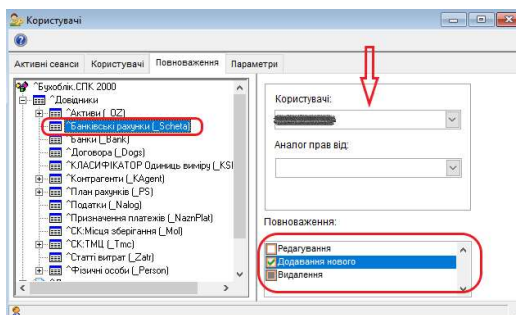 Користувачі
Активні сеанси Користувачі Повноваження Параметри
^Бухоблік.СПК 2000
^Довідники
^Активи (_OZ)
^Банківські рахунки (_Scheta)
^Банки (_Bank)
^Договора (_Dogs)
^КЛАСИФІКАТОР Одиниць виміру (_KSI
^Контрагенти (_KAgent)
^План рахунків (_PS)
^Податки (_Nalog)
^Призначення платежів (_NaznPlat)
^СК:Місця зберігання (_Mol)
^СК:ТМЦ (_Tmc)
^Статті витрат (_Zatr)
^Фізичні особи (_Person)
Користувачі:
Аналог прав від:
Повноваження:
Редагування
Додавання нового
Видалення